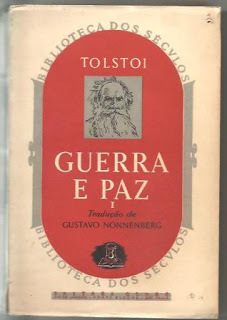 BIBLIOTECA DOS SÉCULOS
TOLSTOI
GUERRA
E PAZ
I
Tradução de
GUSTAVO NONNENBERG
BIBLIOTECA DOS SÉCULOS